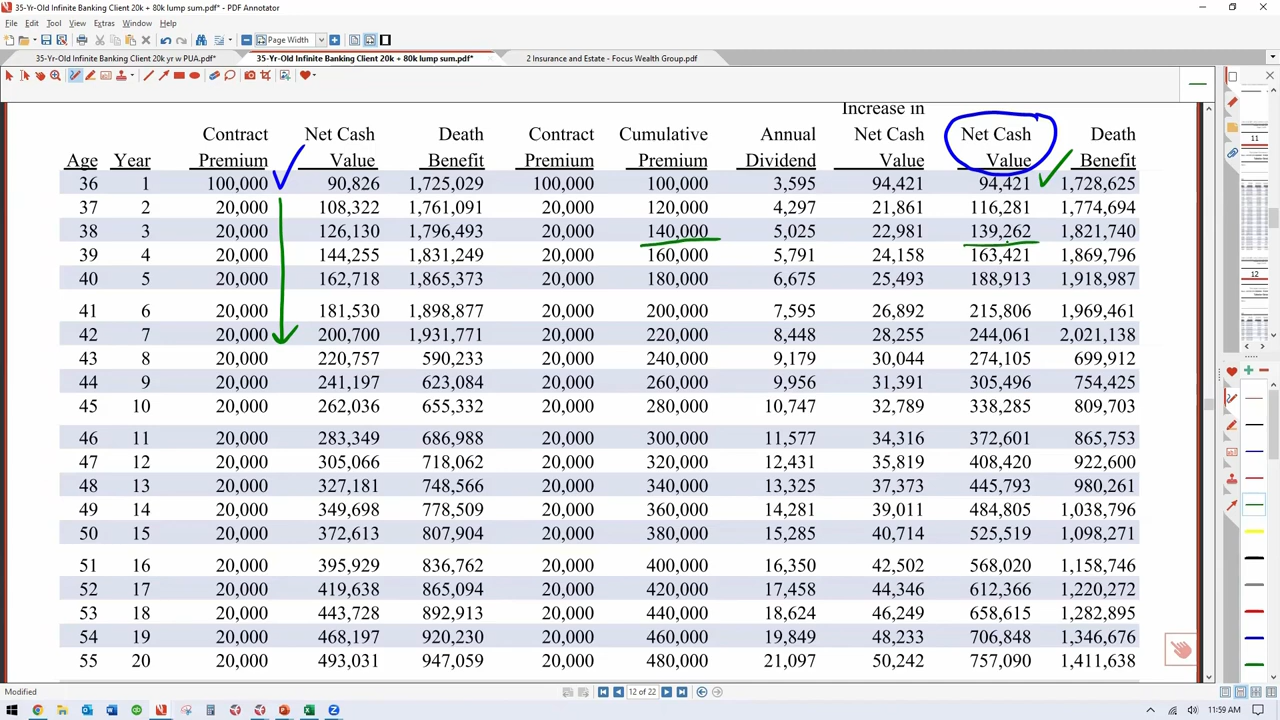 35-Yr-Old Infinite Banking Client 20k + 80k lump sum.pdf* - PDF Annotator
File Edit Tool View Extras Window Help
Page Width
35-Yr-Old Infinite Banking Client 20k yr w PUA.pdf* 35-Yr-Old Infinite Banking Client 20k + 80k lump sum.pdf* 2 Insurance and Estate - Focus Wealth Group.pdf
Increase in
Contract Net Cash Death Contract Cumulative Annual Net Cash Net Cash Death
Age Year Premium Value Benefit Premium Premium Dividend Value Value Benefit
36 1 100,000 90,826 1,725,029 00,000 100,000 3,595 94,421 94,421 1,728,625
37 2 20,000 108,322 1,761,091 20,000 120,000 4,297 21,861 116,281 1,774,694
38 3 20,000 126,130 1,796,493 20,000 140,000 5,025 22,981 139,262 1,821,740
39 4 20,000 144,255 1,831,249 20,000 160,000 5,791 24,158 163,421 1,869,796
40 5 20,000 162,718 1,865,373 20,000 180,000 6,675 25,493 188,913 1,918,987
41 6 20,000 181,530 1,898,877 20,000 200,000 7,595 26,892 215,806 1,969,461
42 7 20,000 200,700 1,931,771 20,000 220,000 8,448 28,255 244,061 2,021,138
43 8 20,000 220,757 590,233 20,000 240,000 9,179 30,044 274,105 699,912
44 9 20,000 241,197 623,084 20,000 260,000 9,956 31,391 305,496 754,425
45 10 20,000 262,036 655,332 20,000 280,000 10,747 32,789 338,285 809,703
46 11 20,000 283,349 686,988 20,000 300,000 11,577 34,316 372,601 865,753
47 12 20,000 305,066 718,062 20,000 320,000 12,431 35,819 408,420 922,600
48 13 20,000 327,181 748,566 20,000 340,000 13,325 37,373 445,793 980,261
49 14 20,000 349,698 778,509 20,000 360,000 14,281 39,011 484,805 1,038,796
50 15 20,000 372,613 807,904 20,000 380,000 15,285 40,714 525,519 1,098,271
51 16 20,000 395,929 836,762 20,000 400,000 16,350 42,502 568,020 1,158,746
52 17 20,000 419,638 865,094 20,000 420,000 17,458 44,346 612,366 1,220,272
53 18 20,000 443,728 892,913 20,000 440,000 18,624 46,249 658,615 1,282,895
54 19 20,000 468,197 920,230 20,000 460,000 19,849 48,233 706,848 1,346,676
55 20 20,000 493,031 947,059 20,000 480,000 21,097 50,242 757,090 1,411,638
11
12
Modified 12 of 22
11:59 AM